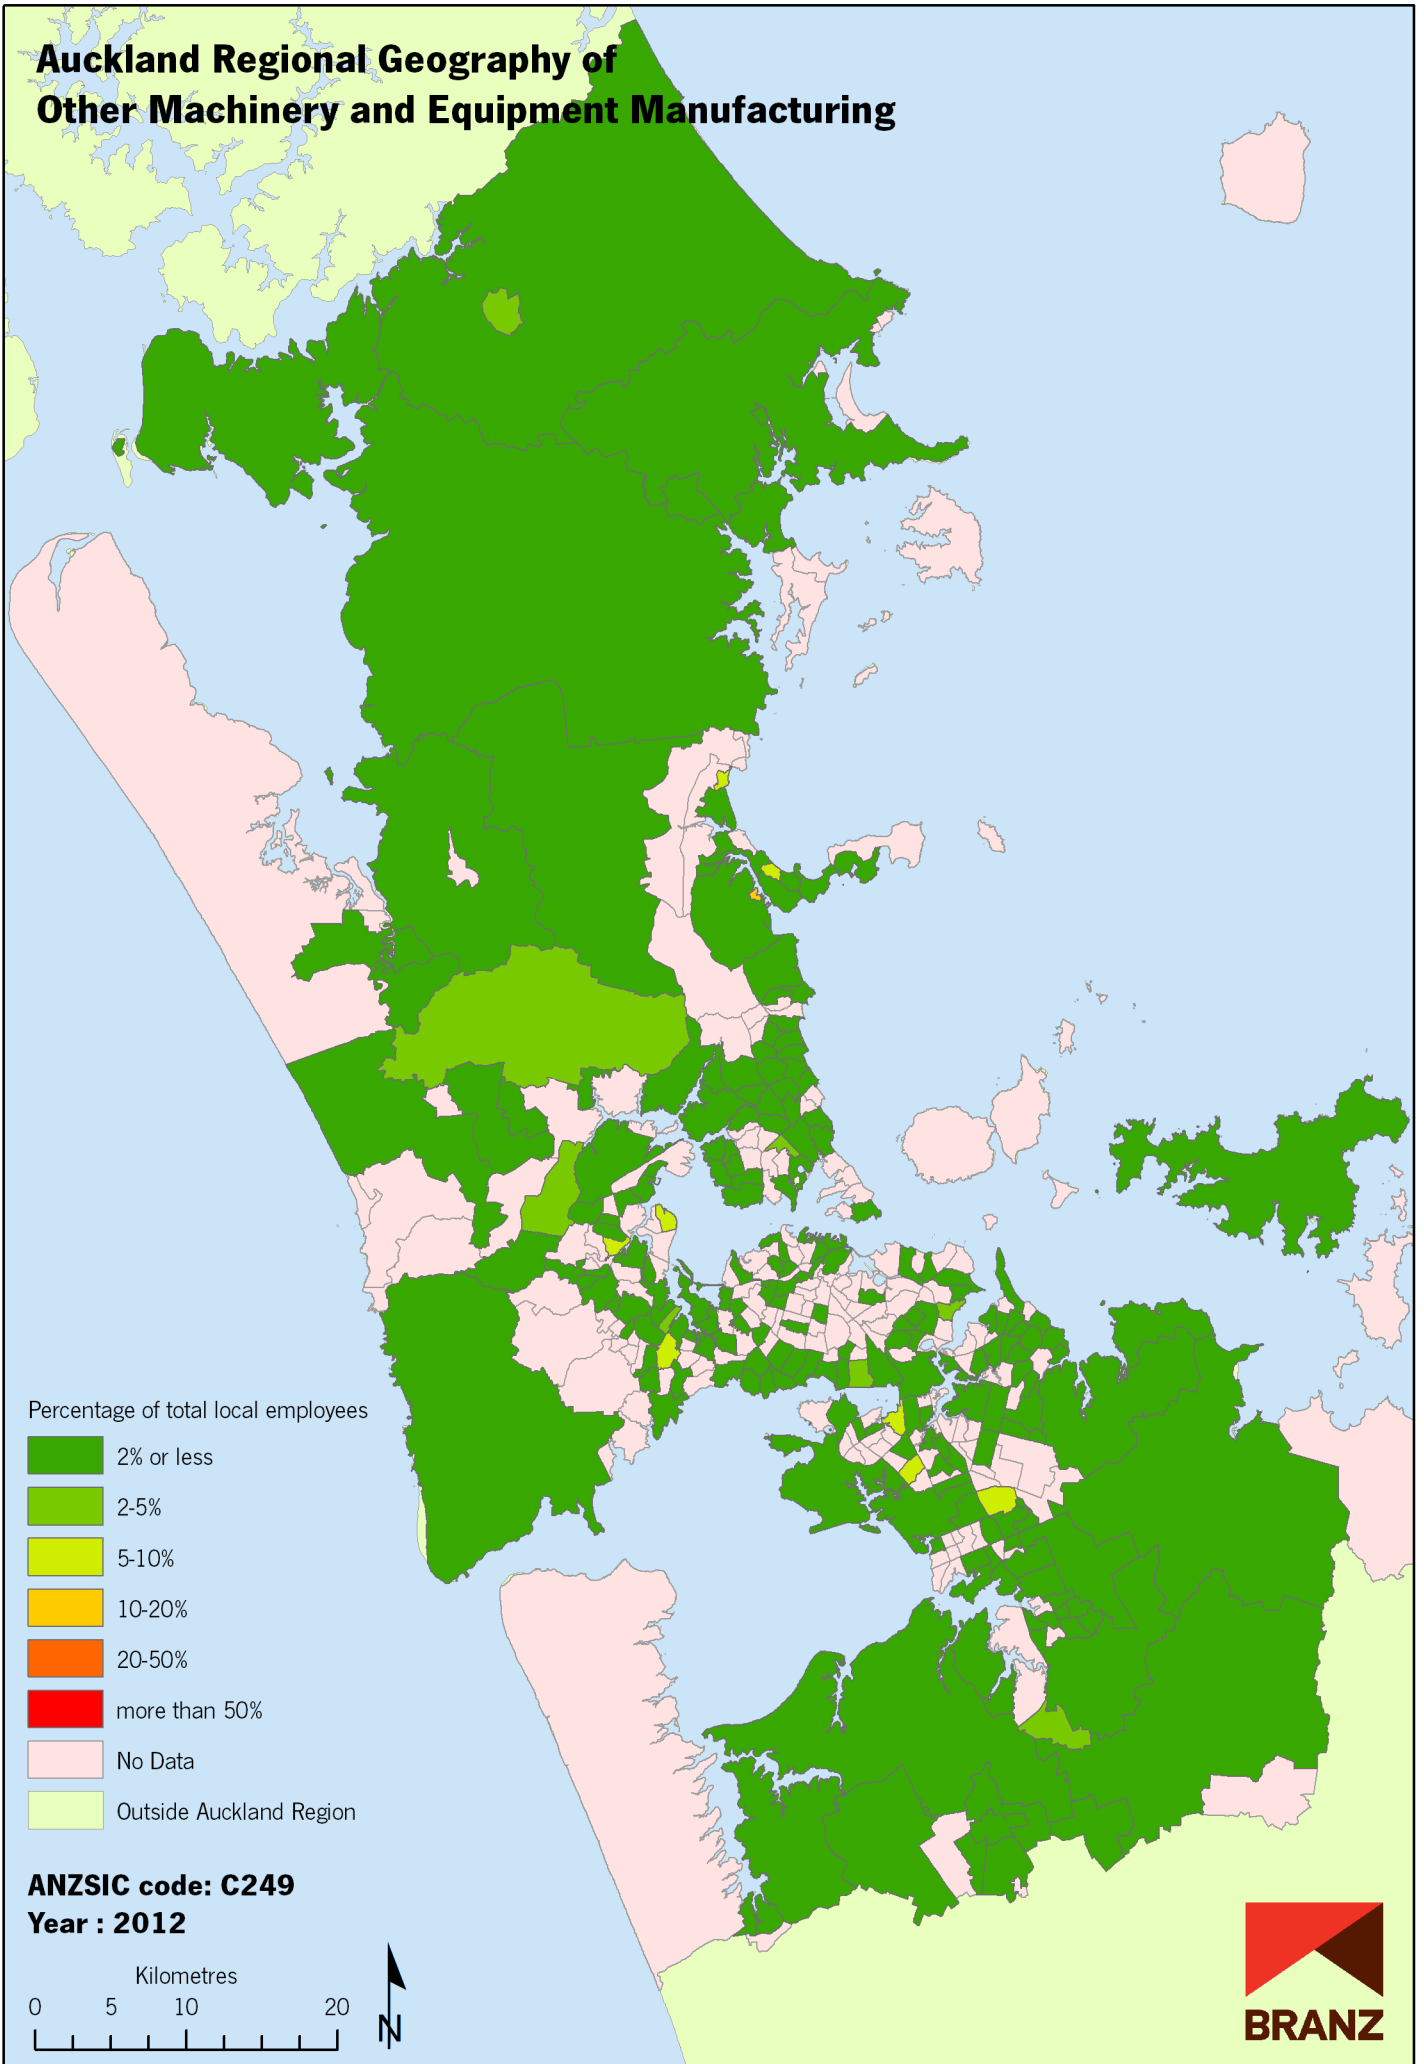 Auckland Regional Geography of
Other Machinery and Equipment Manufacturing
Percentage of total local employees
2% or less
2-5%
5-10%
10-20%
20-50%
more than 50%
No Data
Outside Auckland Region
ANZSIC code: C249
Year : 2012
Kilometres
0 5 10 20
N
BRANZ